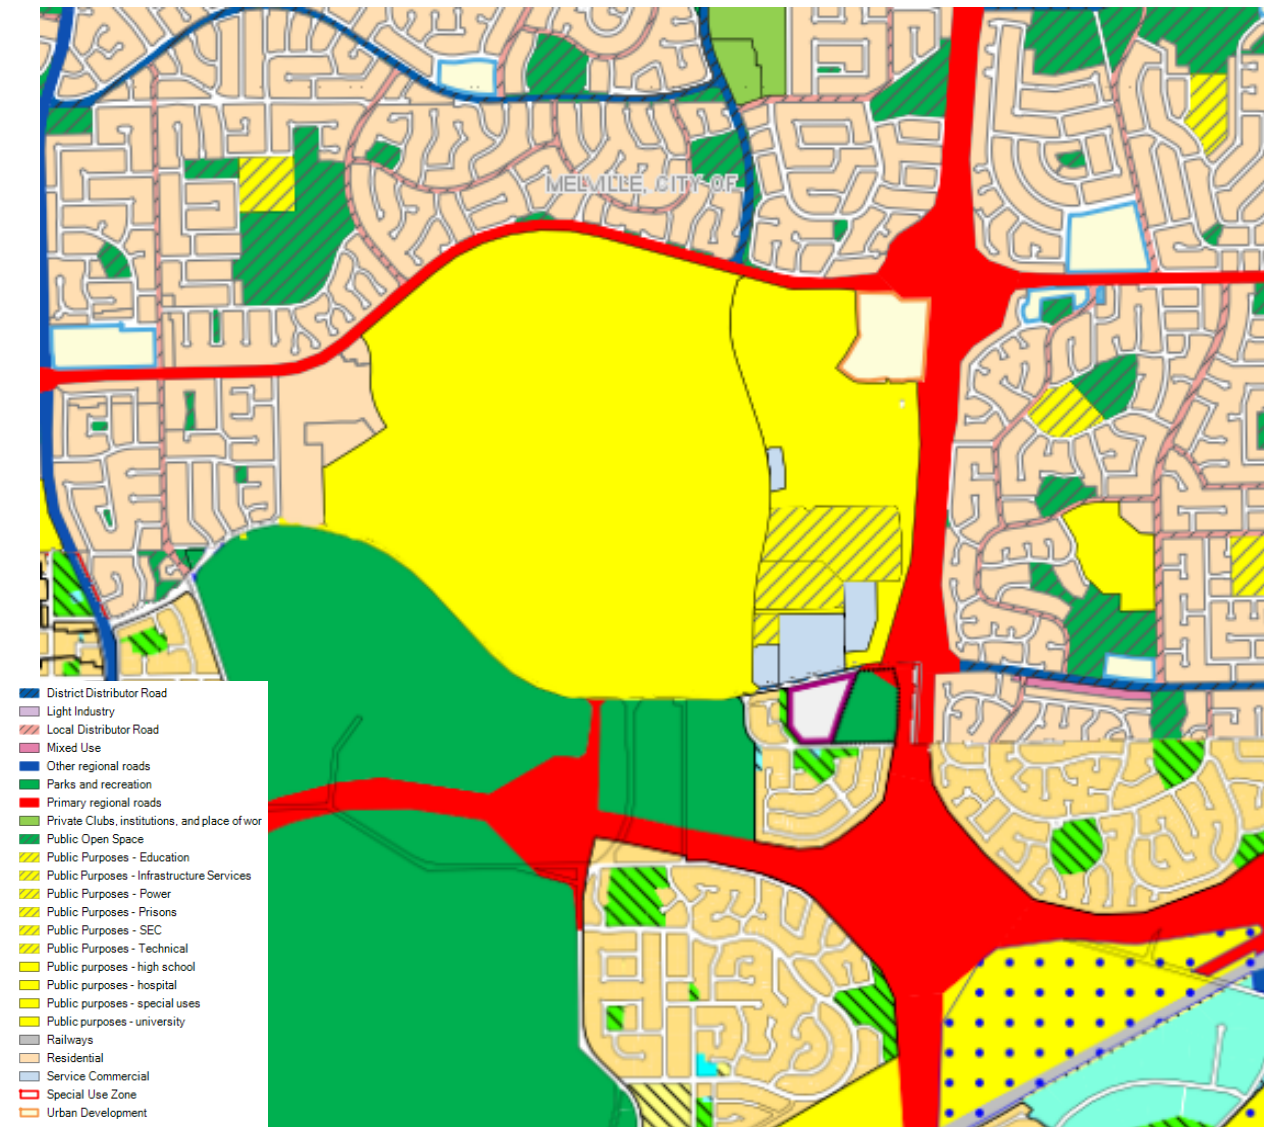 MELVILLE, CITY OF
District Distributor Road
Light Industry
Local Distributor Road
Mixed Use
Other regional roads
Parks and recreation
Primary regional roads
Private Clubs, institutions, and place of wor
Public Open Space
Public Purposes - Education
Public Purposes - Infrastructure Services
Public Purposes - Power
Public Purposes - Prisons
Public Purposes - SEC
Public Purposes - Technical
Public purposes - high school
Public purposes - hospital
Public purposes - special uses
Public purposes - university
Railways
Residential
Service Commercial
Special Use Zone
Urban Development